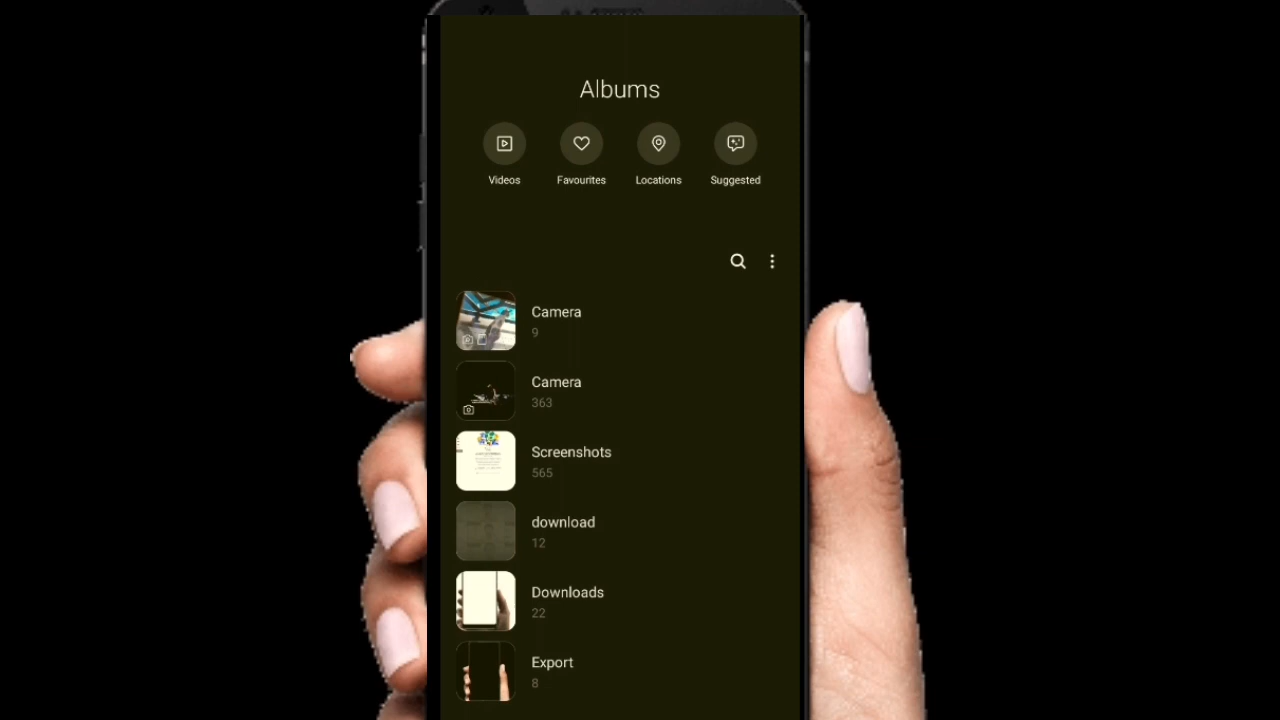 Albums
Videos
Favourites
Locations
Suggested
Camera
9
Camera
363
Screenshots
565
download
12
Downloads
22
Export
8